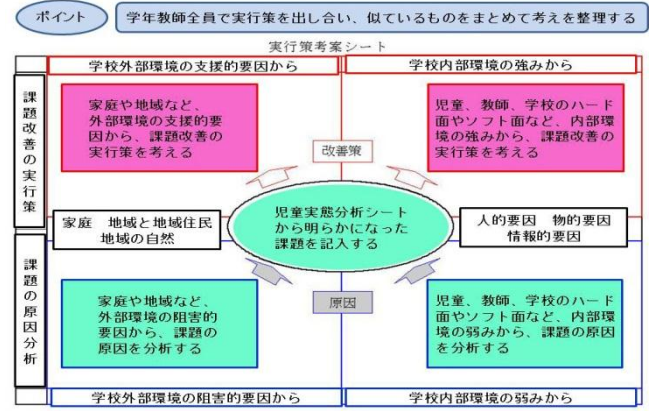 ポイント
学年教師全員で実行策を出し合い、似ているものをまとめて考えを整理する
実行策考案シート
学校外部環境の支援的要因から
学校内部環境の強みから
課題改善の実行策
家庭や地域など、
外部環境の支援的要
因から、課題改善の
実行策を考える
児童、教師、学校のハード
面やソフト面など、内部環
境の強みから、課題改善の
実行策を考える
改善策
児童実態分析シート
から明らかになった
課題を記入する
家庭 地域と地域住民
地域の自然
人的要因 物的要因
情報的要因
課題の原因分析
原因
家庭や地域など、
外部環境の阻害的
要因から、課題の
原因を分析する
児童、教師、学校のハード
面やソフト面など、内部環
境の弱みから、課題の原因
を分析する
学校外部環境の阻害的要因から
学校内部環境の弱みから